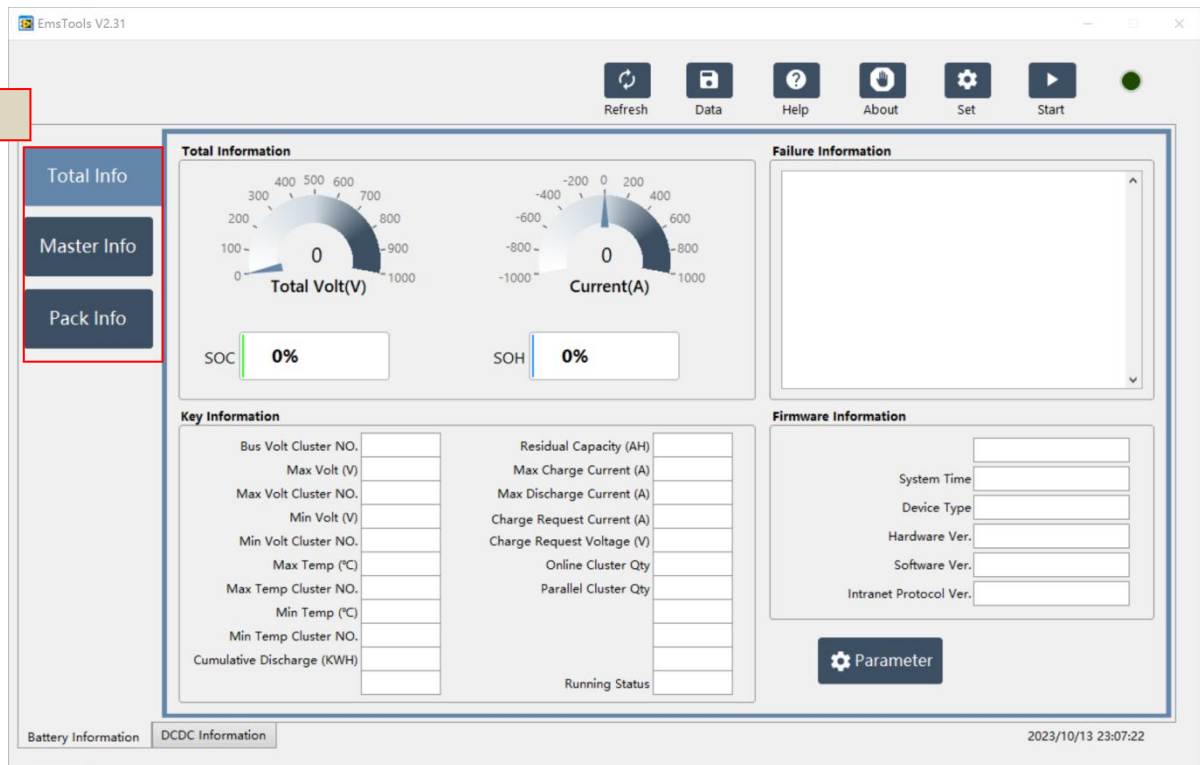 EmsTools V2.31
Refresh Data Help About Set Start
Total Info
Master Info
Pack Info
Total Information
0 100 200 300 400 500 600 700 800 900 1000
0
Total Volt(V)
-1000 -800 -600 -400 -200 0 200 400 600 800 1000
0
Current(A)
SOC 0%
SOH 0%
Failure Information
Key Information
Bus Volt Cluster NO.
Max Volt (V)
Max Volt Cluster NO.
Min Volt (V)
Min Volt Cluster NO.
Max Temp (℃)
Max Temp Cluster NO.
Min Temp (℃)
Min Temp Cluster NO.
Cumulative Discharge (KWH)
Residual Capacity (AH)
Max Charge Current (A)
Max Discharge Current (A)
Charge Request Current (A)
Charge Request Voltage (V)
Online Cluster Qty
Parallel Cluster Qty
Running Status
Firmware Information
System Time
Device Type
Hardware Ver.
Software Ver.
Intranet Protocol Ver.
Parameter
Battery Information DCDC Information
2023/10/13 23:07:22